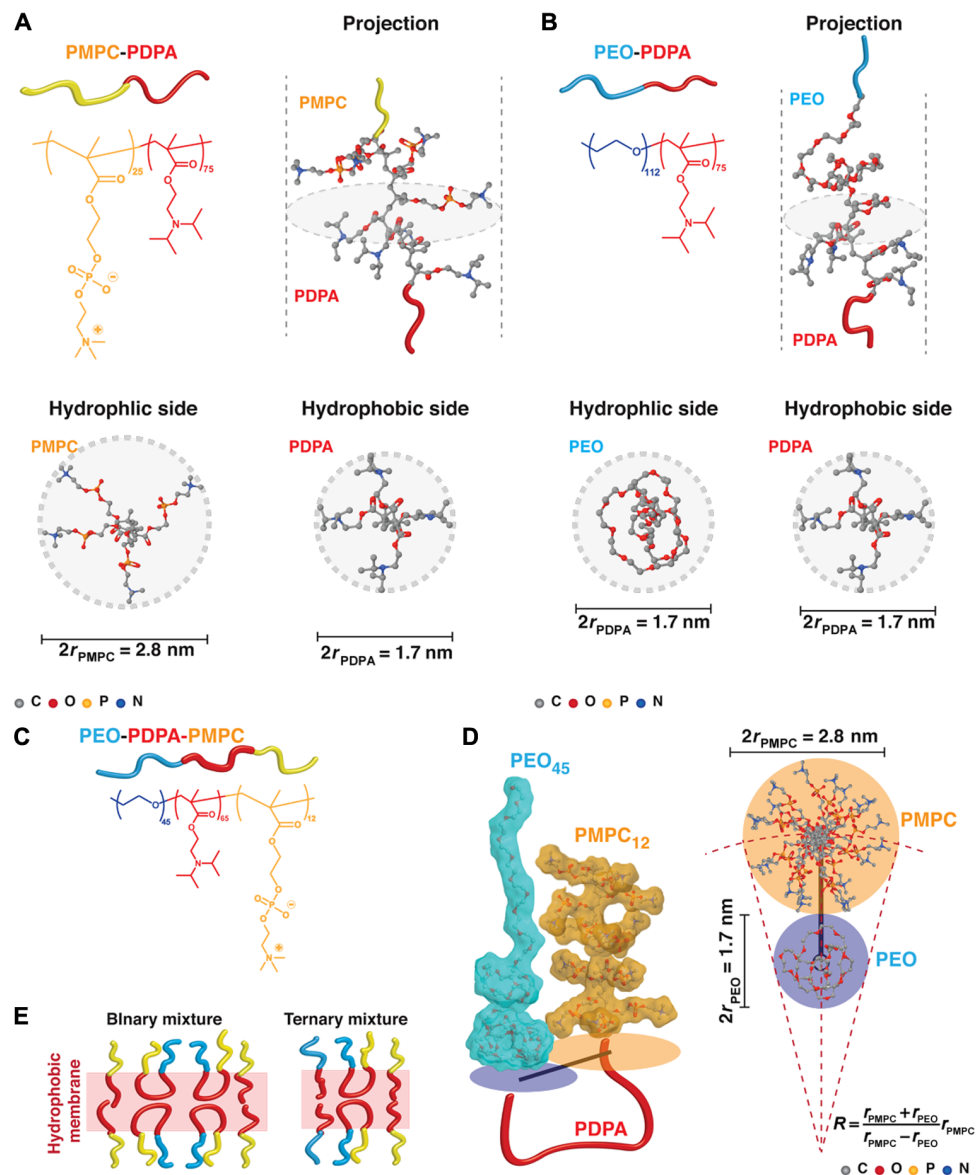 A
PMPC-PDPA
Projection
PMPC
25
75
O
O
O
O
N
O
P
O
O
⊖
O
⊕
N
PDPA
B
PEO-PDPA
Projection
PEO
O
112
75
O
O
N
PDPA
Hydrophlic side
PMPC
2rPMPC = 2.8 nm
Hydrophobic side
PDPA
2rPDPA = 1.7 nm
Hydrophlic side
PEO
2rPDPA = 1.7 nm
Hydrophobic side
PDPA
2rPDPA = 1.7 nm
C O P N
C O P N
C
PEO-PDPA-PMPC
O
45
65
12
O
O
O
O
N
O
P
O
O
⊖
O
⊕
N
D
PEO45
PMPC12
PDPA
2rPMPC = 2.8 nm
PMPC
2rPEO = 1.7 nm
PEO
R = (rPMPC + rPEO) / (rPMPC − rPEO) rPMPC
C O P N
E
BInary mixture
Ternary mixture
Hydrophobic
membrane